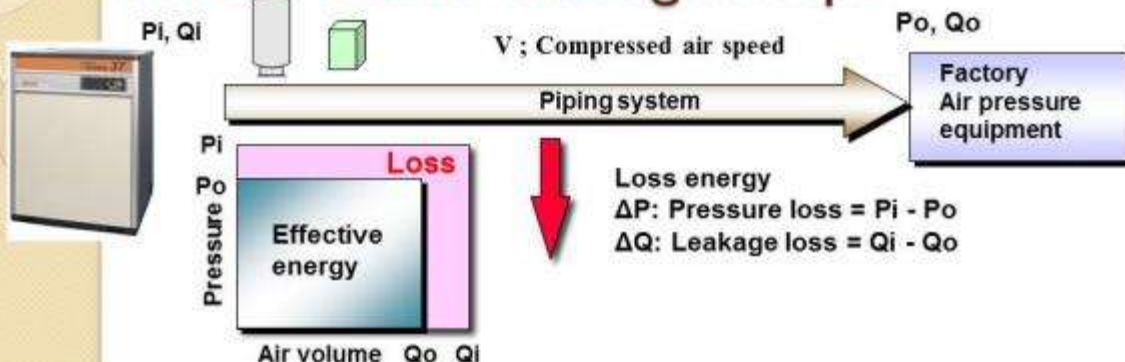 Pi, Qi
Po, Qo
V ; Compressed air speed
Piping system
Factory
Air pressure
equipment
Pi
Po
Pressure
Loss
Effective
energy
Air volume Qo Qi
Loss energy
ΔP: Pressure loss = Pi - Po
ΔQ: Leakage loss = Qi - Qo